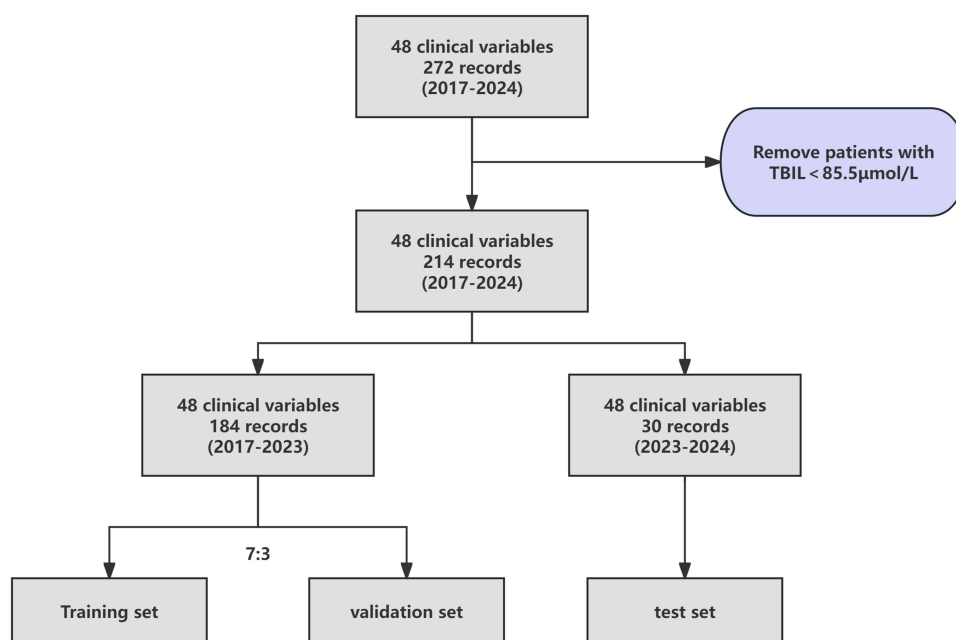 48 clinical variables
272 records
(2017-2024)
Remove patients with
TBIL<85.5μmol/L
48 clinical variables
214 records
(2017-2024)
48 clinical variables
184 records
(2017-2023)
48 clinical variables
30 records
(2023-2024)
7:3
Training set
validation set
test set